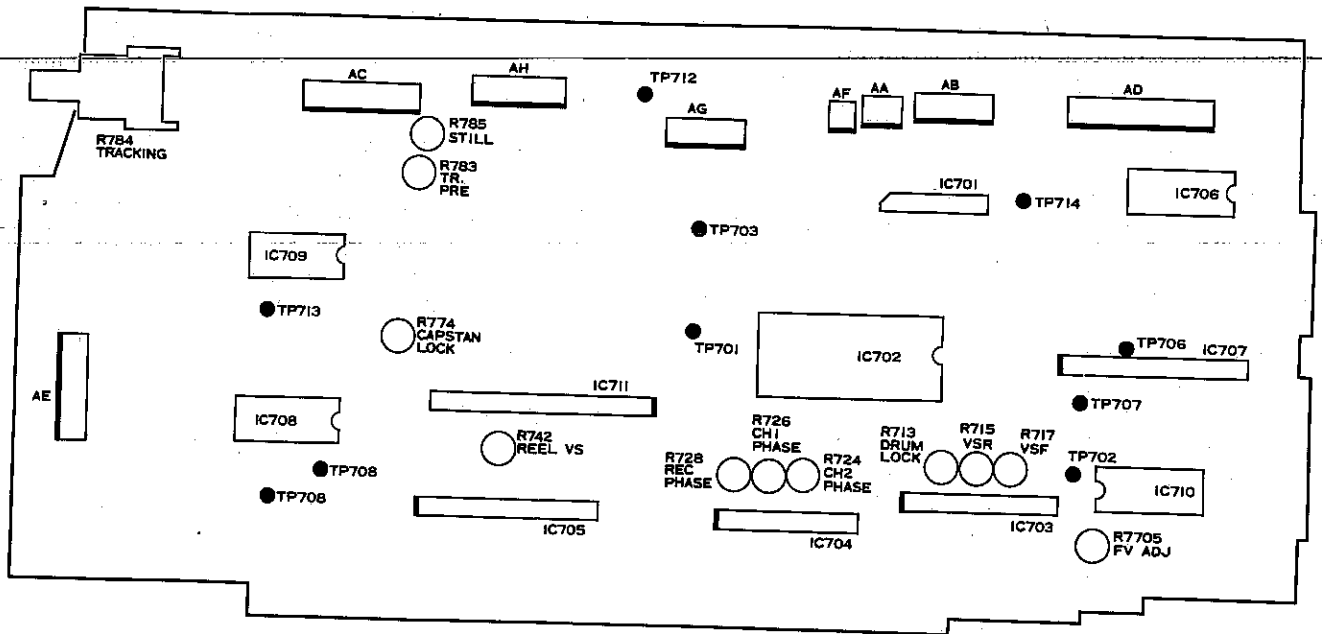 AC
AH
TP712
AF
AA
AB
AD
AG
R784
TRACKING
R785
STILL
R783
TR.
PRE
IC701
TP714
IC706
TP703
IC709
TP713
R774
CAPSTAN
LOCK
TP701
IC702
TP706
IC707
AE
IC711
TP707
IC708
R742
REEL VS
R726
CH1
PHASE
R728
REC
PHASE
R724
CH2
PHASE
R713
DRUM
LOCK
R715
VSR
R717
VSF
TP702
TP708
TP708
IC710
IC705
IC704
IC703
R7705
FV ADJ